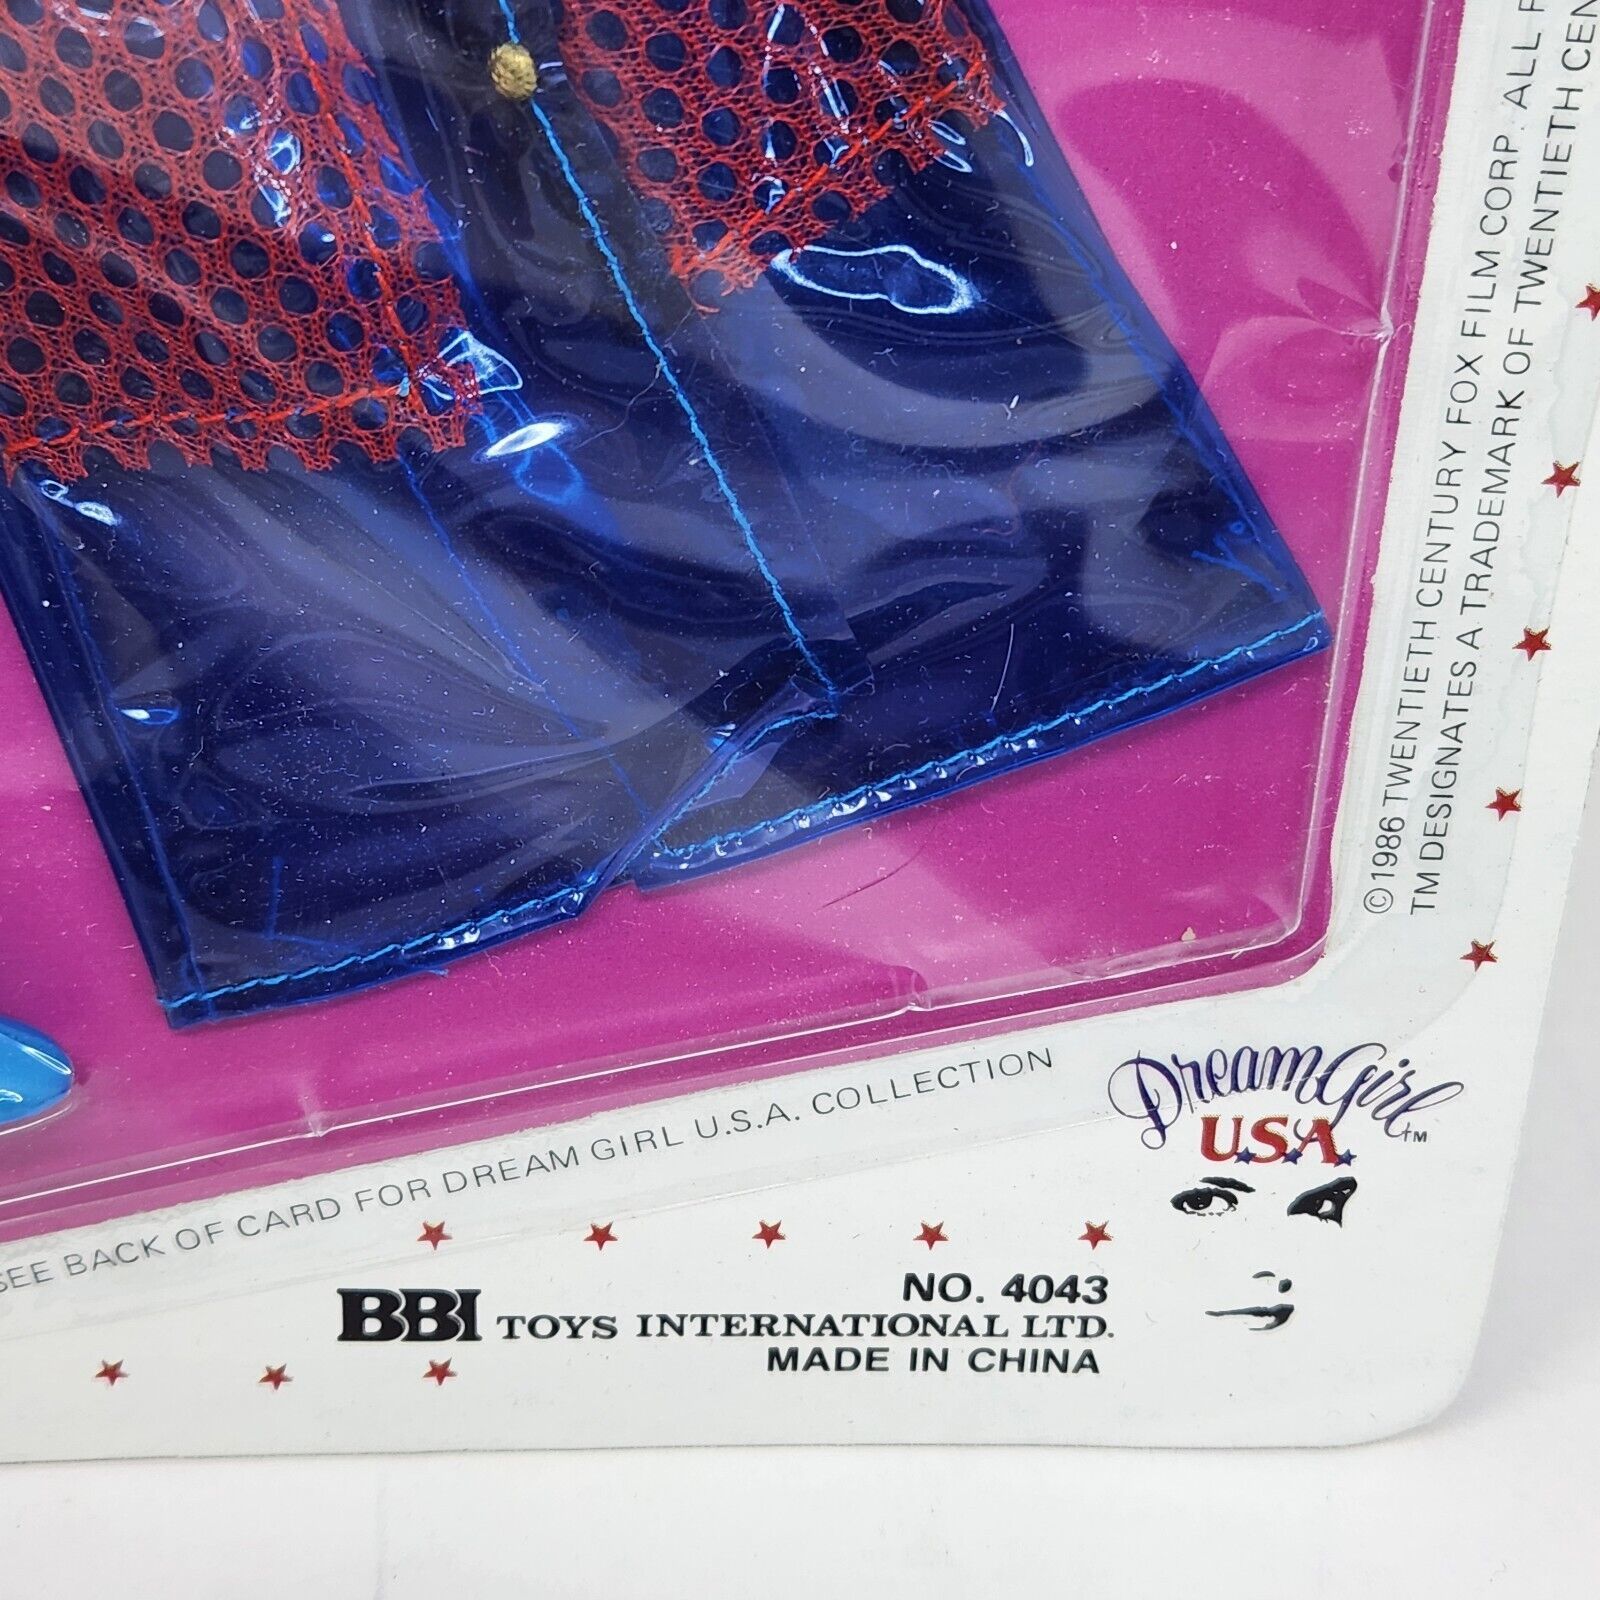 ©1986 TWENTIETH CENTURY FOX FILM CORP. ALL
TM DESIGNATES A TRADEMARK OF TWENTIETH
SEE BACK OF CARD FOR DREAM GIRL U.S.A. COLLECTION
Dream Girl TM
U.S.A.
NO. 4043
BBI TOYS INTERNATIONAL LTD.
MADE IN CHINA